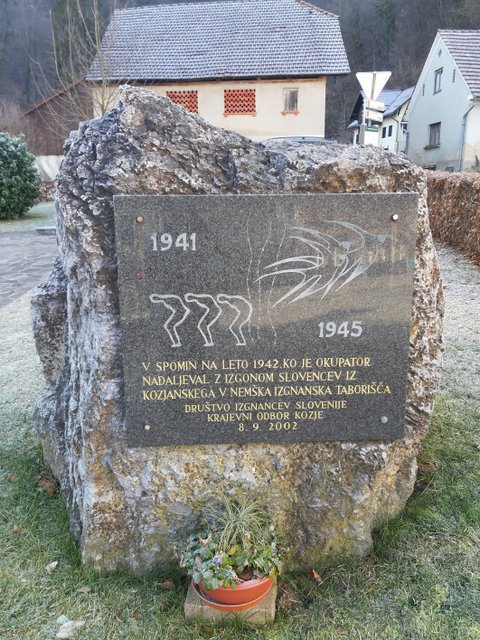 1941
1945
V SPOMIN NA LETO 1942, KO JE OKUPATOR
NADALJEVAL Z IZGONOM SLOVENCEV IZ
KOZJANSKEGA V NEMŠKA IZGNANSKA TABORIŠČA
DRUŠTVO IZGNANCEV SLOVENIJE
KRAJEVNI ODBOR KOZJE
8. 9. 2002